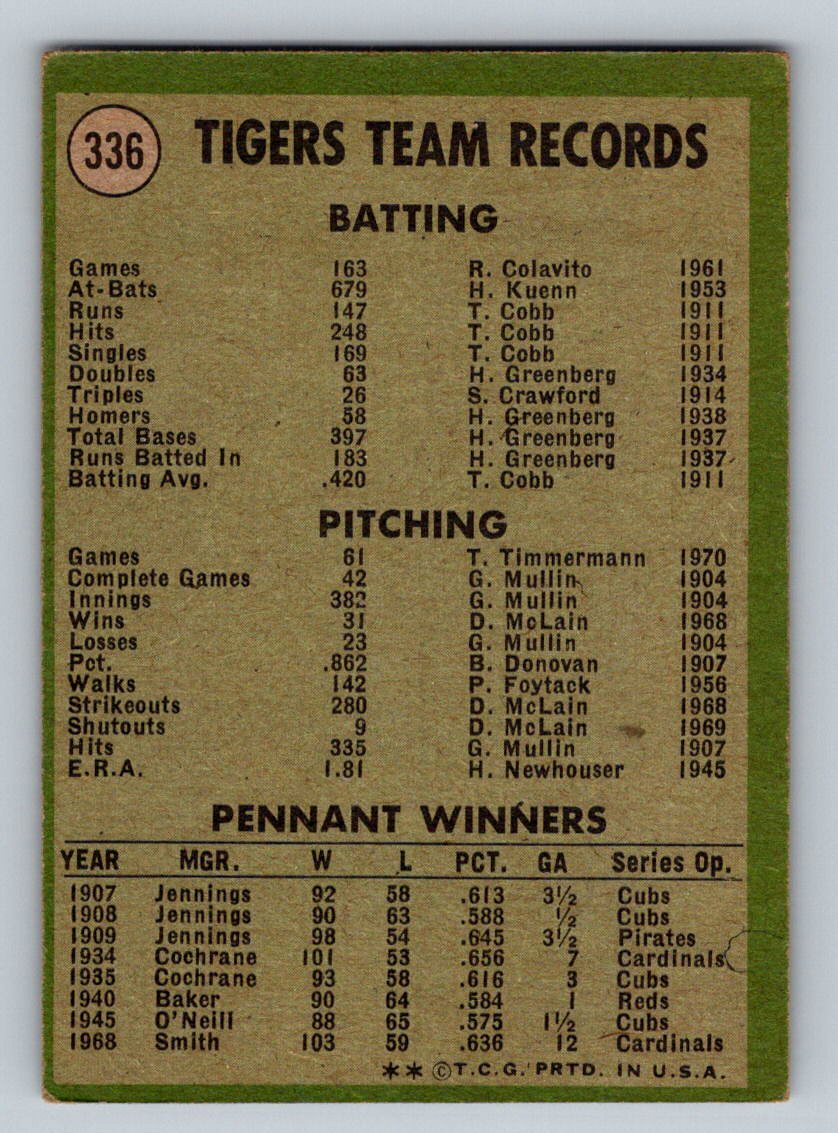 336 TIGERS TEAM RECORDS
BATTING
Games 163 R. Colavito 1961
At-Bats 679 H. Kuenn 1953
Runs 147 T. Cobb 1911
Hits 248 T. Cobb 1911
Singles 169 T. Cobb 1911
Doubles 63 H. Greenberg 1934
Triples 26 S. Crawford 1914
Homers 58 H. Greenberg 1938
Total Bases 397 H. Greenberg 1937
Runs Batted In 183 H. Greenberg 1937
Batting Avg. .420 T. Cobb 1911
PITCHING
Games 61 T. Timmermann 1970
Complete Games 42 G. Mullin 1904
Innings 382 G. Mullin 1904
Wins 31 D. McLain 1968
Losses 23 G. Mullin 1904
Pct. .862 B. Donovan 1907
Walks 142 P. Foytack 1956
Strikeouts 280 D. McLain 1968
Shutouts 9 D. McLain 1969
Hits 335 G. Mullin 1907
E.R.A. 1.81 H. Newhouser 1945
PENNANT WINNERS
YEAR MGR. W L PCT. GA Series Op.
1907 Jennings 92 58 .613 3½ Cubs
1908 Jennings 90 63 .588 ½ Cubs
1909 Jennings 98 54 .645 3½ Pirates
1934 Cochrane 101 53 .656 7 Cardinals
1935 Cochrane 93 58 .616 3 Cubs
1940 Baker 90 64 .584 1 Reds
1945 O'Neill 88 65 .575 1½ Cubs
1968 Smith 103 59 .636 12 Cardinals
** ©T.C.G. PRTD. IN U.S.A.